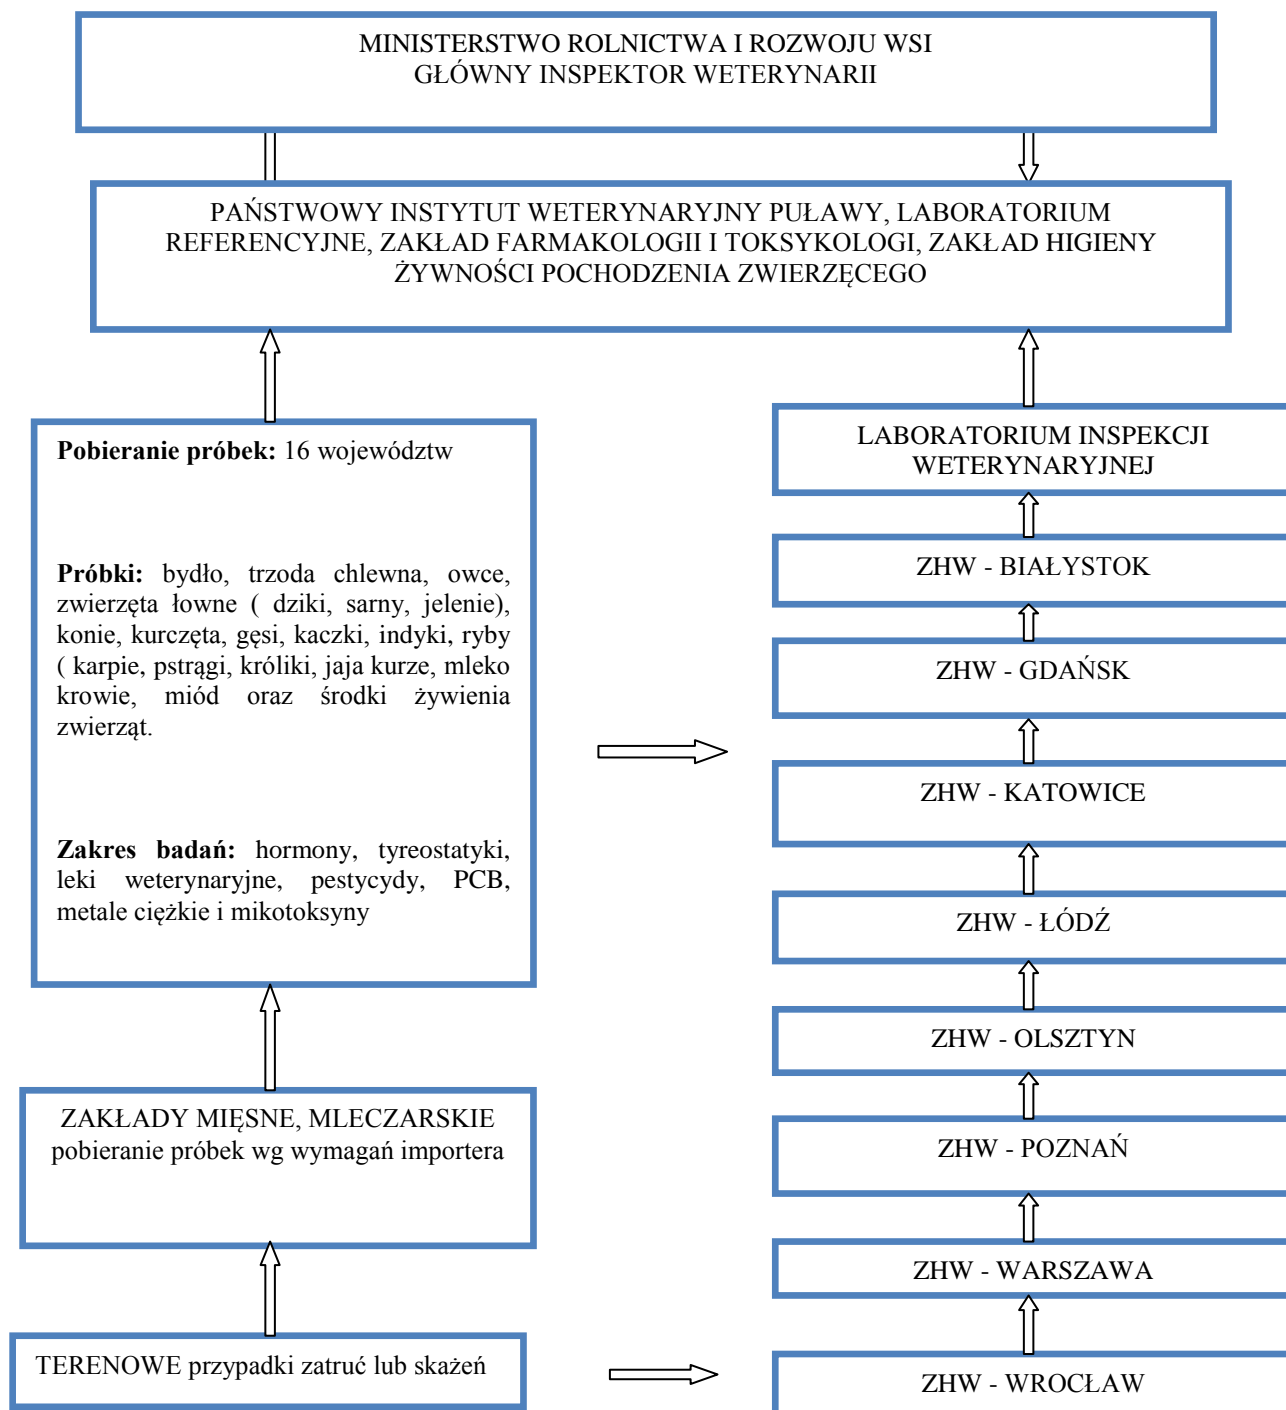 MINISTERSTWO ROLNICTWA I ROZWOJU WSI
GŁÓWNY INSPEKTOR WETERYNARII
PAŃSTWOWY INSTYTUT WETERYNARYJNY PUŁAWY, LABORATORIUM
REFERENCYJNE, ZAKŁAD FARMAKOLOGII I TOKSYKOLOGI, ZAKŁAD HIGIENY
ŻYWNOŚCI POCHODZENIA ZWIERZĘCEGO
Pobieranie próbek: 16 województw
Próbki: bydło, trzoda chlewna, owce,
zwierzęta łowne ( dziki, sarny, jelenie),
konie, kurczęta, gęsi, kaczki, indyki, ryby
( karpie, pstrągi, króliki, jaja kurze, mleko
krowie, miód oraz środki żywienia
zwierząt.
Zakres badań: hormony, tyreostatyki,
leki weterynaryjne, pestycydy, PCB,
metale ciężkie i mikotoksyny
ZAKŁADY MIĘSNE, MLECZARSKIE
pobieranie próbek wg wymagań importera
TERENOWE przypadki zatruć lub skażeń
LABORATORIUM INSPEKCJI
WETERYNARYJNEJ
ZHW - BIAŁYSTOK
ZHW - GDAŃSK
ZHW - KATOWICE
ZHW - ŁÓDŹ
ZHW - OLSZTYN
ZHW - POZNAŃ
ZHW - WARSZAWA
ZHW - WROCŁAW